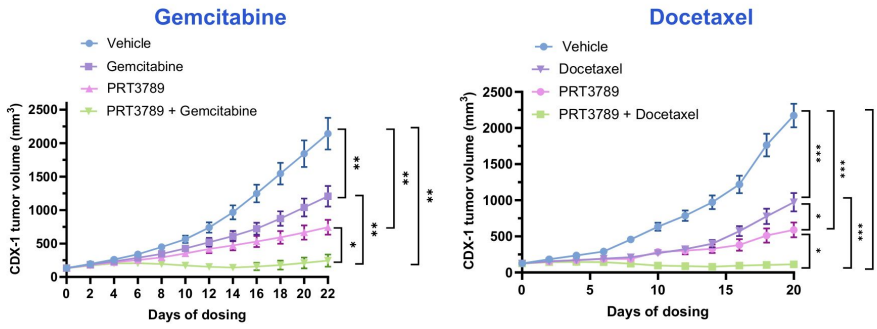 Gemcitabine
Vehicle
Gemcitabine
PRT3789
PRT3789 + Gemcitabine
CDX-1 tumor volume (mm³)
2500
2000
1500
1000
500
0
0 2 4 6 8 10 12 14 16 18 20 22
Days of dosing
**
**
**
**
*
Docetaxel
Vehicle
Docetaxel
PRT3789
PRT3789 + Docetaxel
CDX-1 tumor volume (mm³)
2500
2000
1500
1000
500
0
0 5 10 15 20
Days of dosing
***
***
***
***
*
*